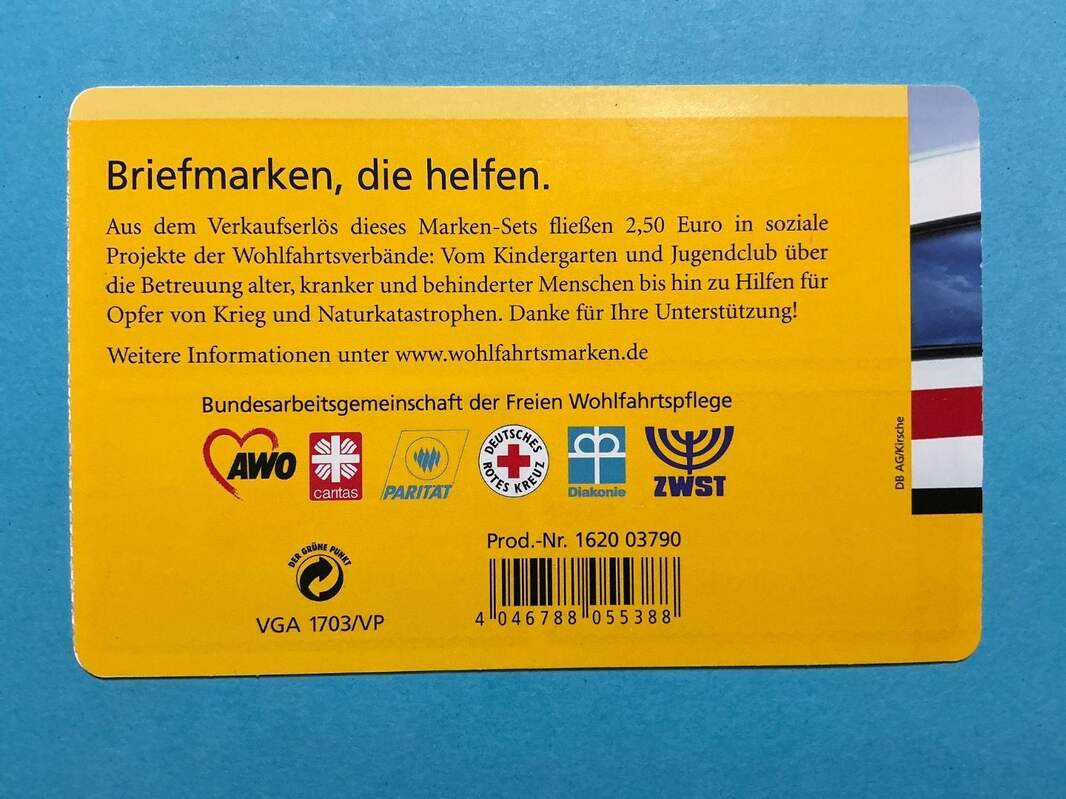 Briefmarken, die helfen.
Aus dem Verkaufserlös dieses Marken-Sets fließen 2,50 Euro in soziale
Projekte der Wohlfahrtsverbände: Vom Kindergarten und Jugendclub über
die Betreuung alter, kranker und behinderter Menschen bis hin zu Hilfen für
Opfer von Krieg und Naturkatastrophen. Danke für Ihre Unterstützung!
Weitere Informationen unter www.wohlfahrtsmarken.de
Bundesarbeitsgemeinschaft der Freien Wohlfahrtspflege
AWO
caritas
PARITÄT
DEUTSCHES
ROTES KREUZ
Diakonie
ZWST
DB AG/Kirsche
DER GRÜNE PUNKT
VGA 1703/VP
Prod.-Nr. 1620 03790
4 046788 055388